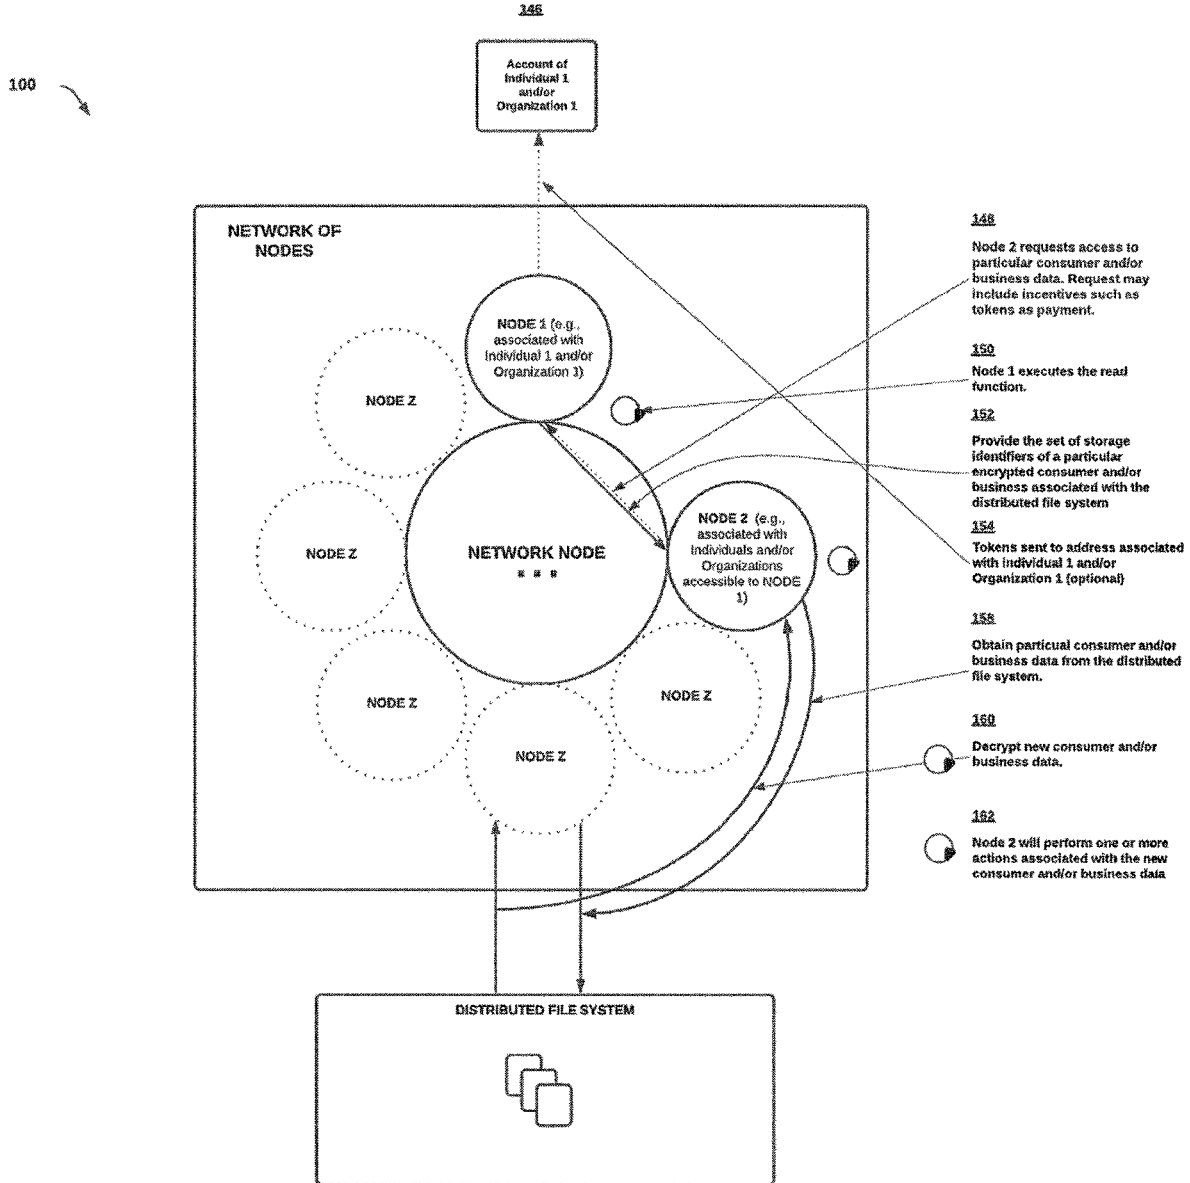 146
Account of
Individual 1
and/or
Organization 1
100
NETWORK OF
NODES
NODE 1 (e.g.,
associated with
Individual 1 and/or
Organization 1)
NODE Z
NODE Z
NETWORK NODE
NODE 2 (e.g.,
associated with
Individuals and/or
Organizations
accessible to NODE
1)
NODE Z
NODE Z
NODE Z
148
Node 2 requests access to
particular consumer and/or
business data. Request may
include incentives such as
tokens as payment.
150
Node 1 executes the read
function.
152
Provide the set of storage
identifiers of a particular
encrypted consumer and/or
business associated with the
distributed file system
154
Tokens sent to address associated
with individual 1 and/or
Organization 1 (optional)
158
Obtain particual consumer and/or
business data from the distributed
file system.
160
Decrypt new consumer and/or
business data.
162
Node 2 will perform one or more
actions associated with the new
consumer and/or business data
DISTRIBUTED FILE SYSTEM